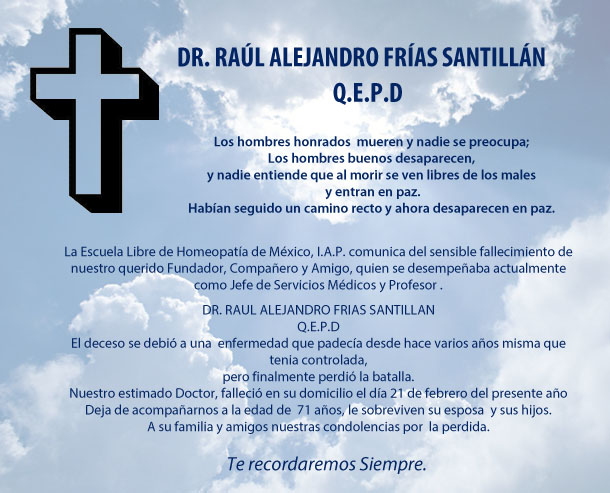 DR. RAÚL ALEJANDRO FRÍAS SANTILLÁN
Q.E.P.D
Los hombres honrados mueren y nadie se preocupa;
Los hombres buenos desaparecen,
y nadie entiende que al morir se ven libres de los males
y entran en paz.
Habían seguido un camino recto y ahora desaparecen en paz.
La Escuela Libre de Homeopatía de México, I.A.P. comunica del sensible fallecimiento de
nuestro querido Fundador, Compañero y Amigo, quien se desempeñaba actualmente
como Jefe de Servicios Médicos y Profesor .
DR. RAUL ALEJANDRO FRIAS SANTILLAN
Q.E.P.D
El deceso se debió a una enfermedad que padecía desde hace varios años misma que
tenia controlada,
pero finalmente perdió la batalla.
Nuestro estimado Doctor, falleció en su domicilio el día 21 de febrero del presente año
Deja de acompañarnos a la edad de 71 años, le sobreviven su esposa y sus hijos.
A su familia y amigos nuestras condolencias por la perdida.
Te recordaremos Siempre.